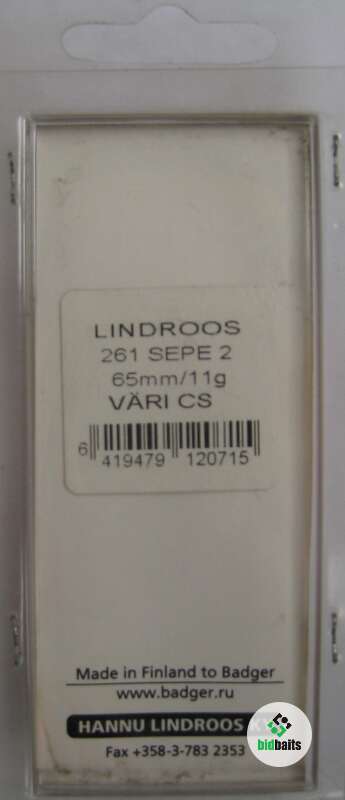 LINDROOS
261 SEPE 2
65mm/11g
VÄRI CS
6 419479 120715
Made in Finland to Badger
www.badger.ru
HANNU LINDROOS KY
Fax +358-3-783 2353
bidbaits